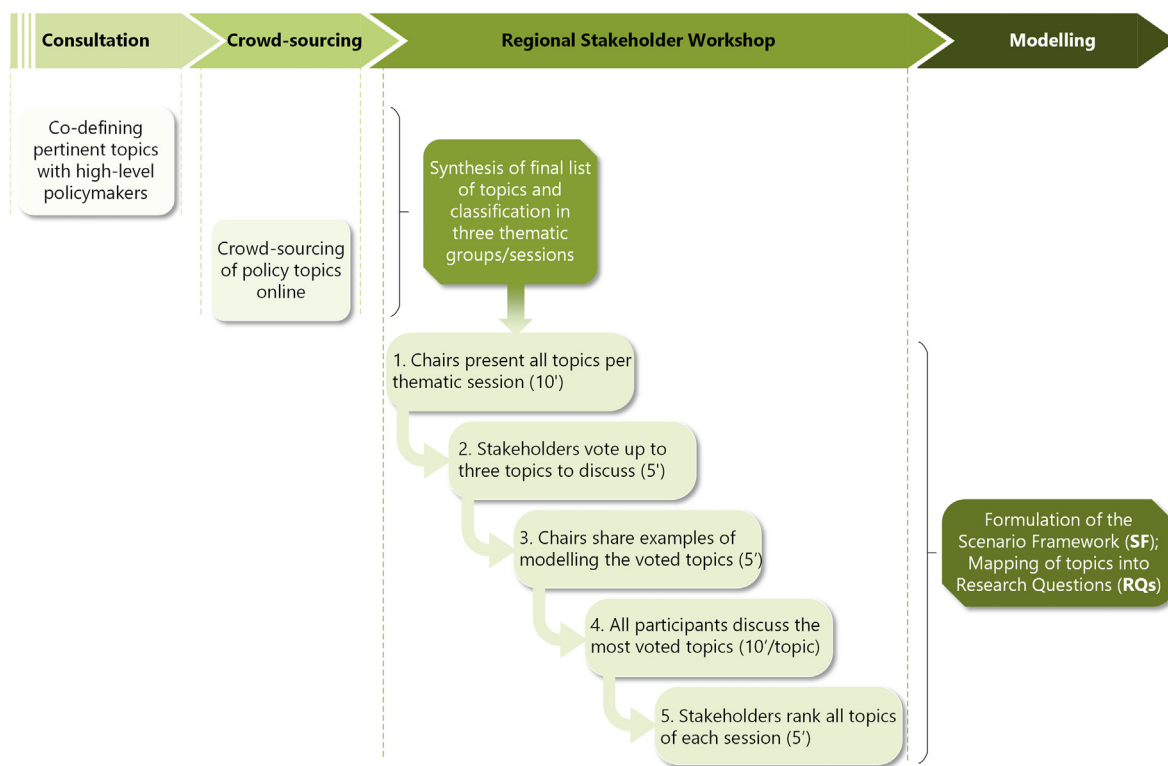 Consultation
Crowd-sourcing
Regional Stakeholder Workshop
Modelling
Co-defining
pertinent topics
with high-level
policymakers
Crowd-sourcing
of policy topics
online
Synthesis of final list
of topics and
classification in
three thematic
groups/sessions
1. Chairs present all topics per
thematic session (10')
2. Stakeholders vote up to
three topics to discuss (5')
3. Chairs share examples of
modelling the voted topics (5’)
4. All participants discuss the
most voted topics (10’/topic)
5. Stakeholders rank all topics
of each session (5’)
Formulation of the
Scenario Framework (SF);
Mapping of topics into
Research Questions (RQs)